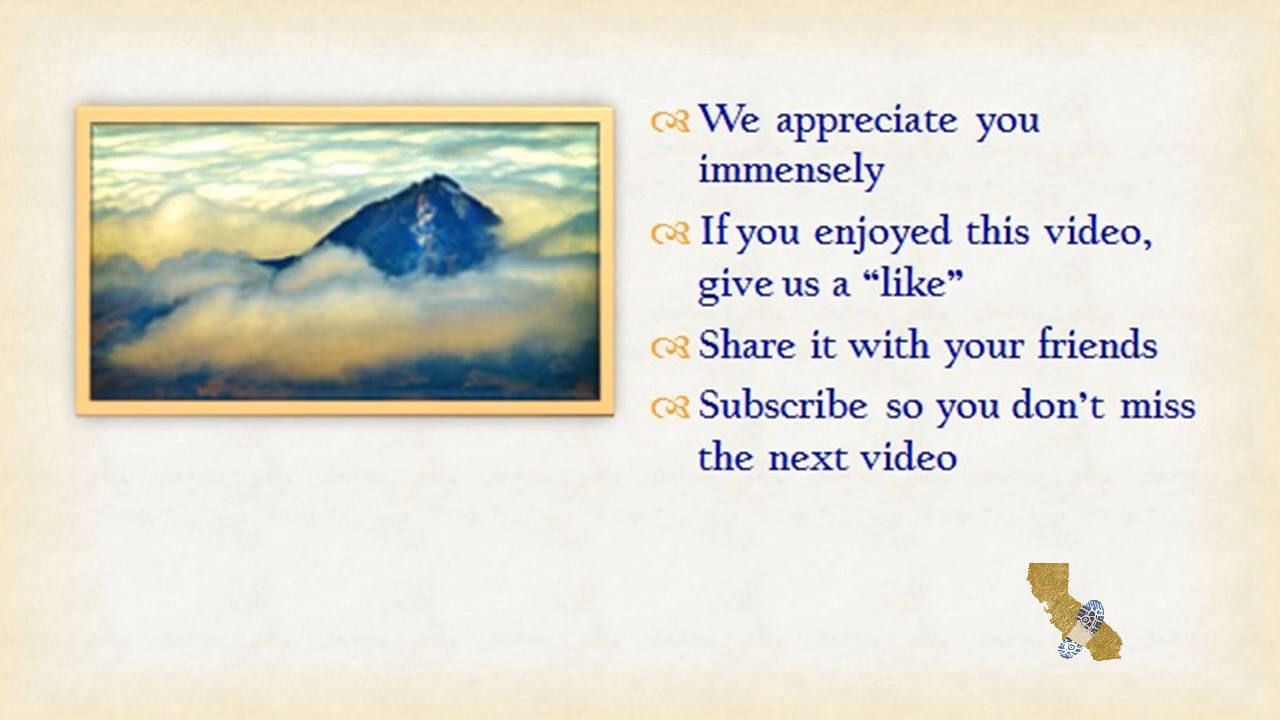 We appreciate you
immensely
If you enjoyed this video,
give us a “like”
Share it with your friends
Subscribe so you don’t miss
the next video